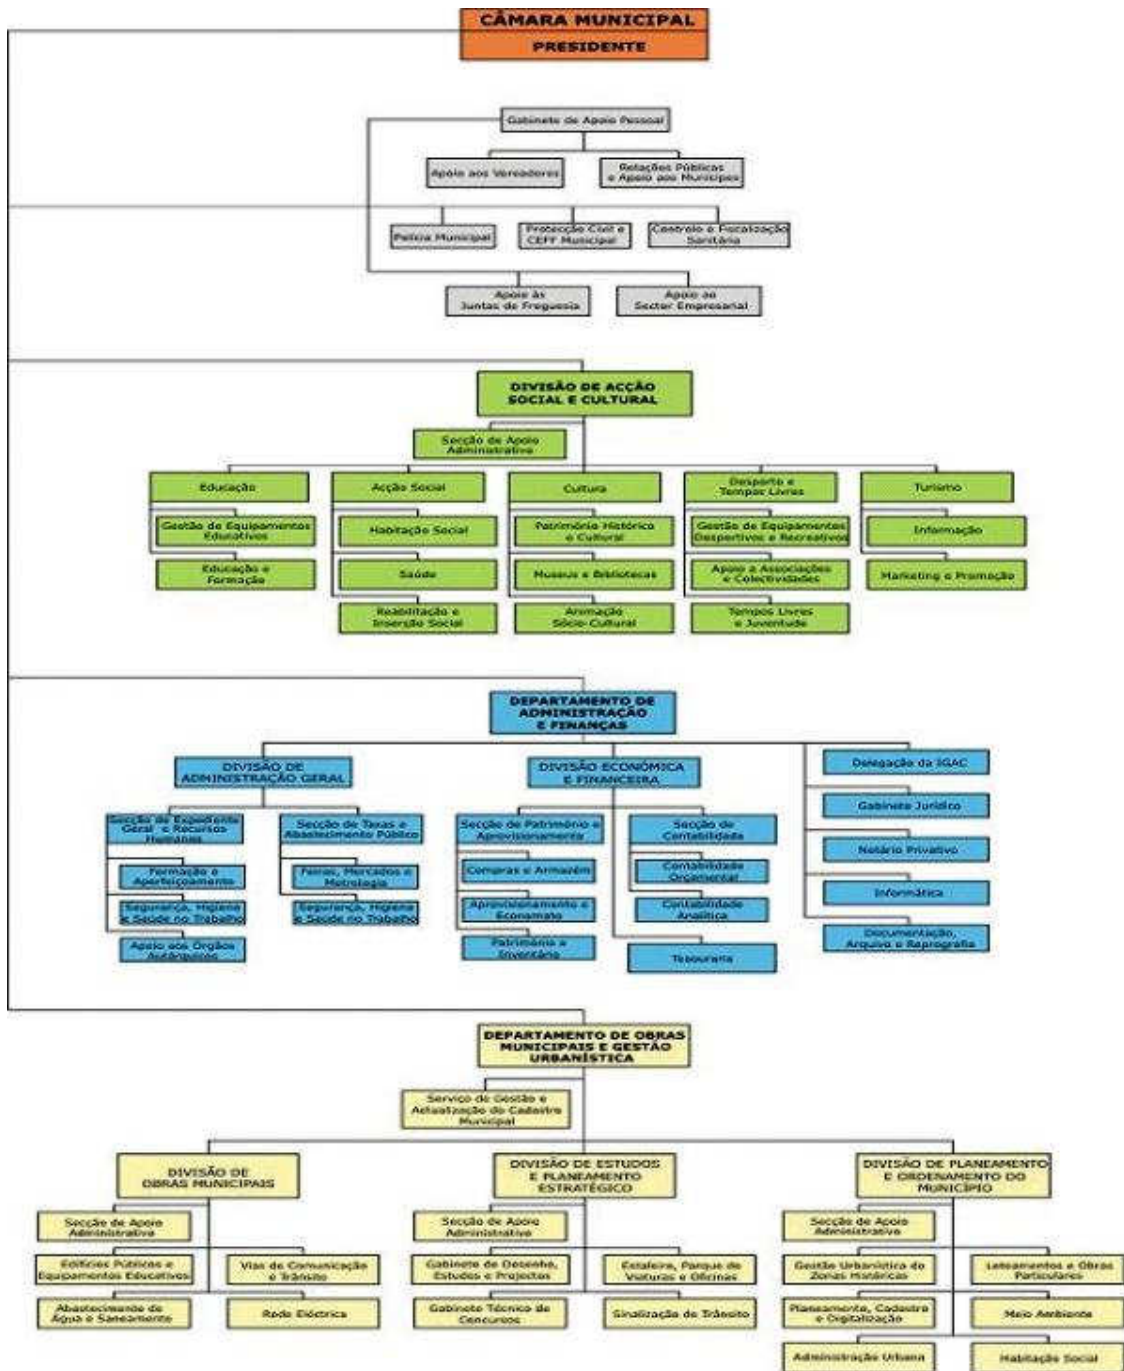 CÂMARA MUNICIPAL
PRESIDENTE
Gabinete de Apoio Pessoal
Apoio aos Vereadores
Relações Públicas
e Apoio aos Munícipes
Polícia Municipal
Protecção Civil e
CEFF Municipal
Controlo e Fiscalização
Sanitária
Apoio às
Juntas de Freguesia
Apoio ao
Sector Empresarial
DIVISÃO DE ACÇÃO
SOCIAL E CULTURAL
Secção de Apoio
Administrativo
Educação
Acção Social
Cultura
Desporto e
Tempos Livres
Turismo
Gestão de Equipamentos
Educativos
Habitação Social
Património Histórico
e Cultural
Gestão de Equipamentos
Desportivos e Recreativos
Informação
Educação e
Formação
Saúde
Museus e Bibliotecas
Apoio a Associações
e Colectividades
Marketing e Promoção
Reabilitação e
Inserção Social
Animação
Sócio-Cultural
Tempos Livres
e Juventude
DEPARTAMENTO DE
ADMINISTRAÇÃO
E FINANÇAS
DIVISÃO DE
ADMINISTRAÇÃO GERAL
DIVISÃO ECONÓMICA
E FINANCEIRA
Delegação da IGAC
Gabinete Jurídico
Notário Privativo
Informática
Documentação,
Arquivo e Reprografia
Secção de Expediente
Geral e Recursos
Humanos
Secção de Taxas e
Abastecimento Público
Secção de Património e
Aprovisionamento
Secção de
Contabilidade
Formação e
Aperfeiçoamento
Feiras, Mercados e
Metrologia
Compras e Armazém
Contabilidade
Orçamental
Segurança, Higiene
e Saúde no Trabalho
Segurança, Higiene
e Saúde no Trabalho
Aprovisionamento e
Economato
Contabilidade
Analítica
Apoio aos Órgãos
Autárquicos
Património e
Inventário
Tesouraria
DEPARTAMENTO DE OBRAS
MUNICIPAIS E GESTÃO
URBANÍSTICA
Serviço de Gestão e
Actualização do Cadastro
Municipal
DIVISÃO DE
OBRAS MUNICIPAIS
DIVISÃO DE ESTUDOS
E PLANEAMENTO
ESTRATÉGICO
DIVISÃO DE PLANEAMENTO
E ORDENAMENTO DO
MUNICÍPIO
Secção de Apoio
Administrativo
Secção de Apoio
Administrativo
Secção de Apoio
Administrativo
Edifícios Públicos e
Equipamentos Educativos
Vias de Comunicação
e Trânsito
Gabinete de Desenho,
Estudos e Projectos
Estaleiro, Parque de
Viaturas e Oficinas
Gestão Urbanística de
Zonas Históricas
Loteamentos e Obras
Particulares
Abastecimento de
Água e Saneamento
Rede Eléctrica
Gabinete Técnico de
Concursos
Sinalização de Trânsito
Planeamento, Cadastro
e Digitalização
Meio Ambiente
Administração Urbana
Habitação Social